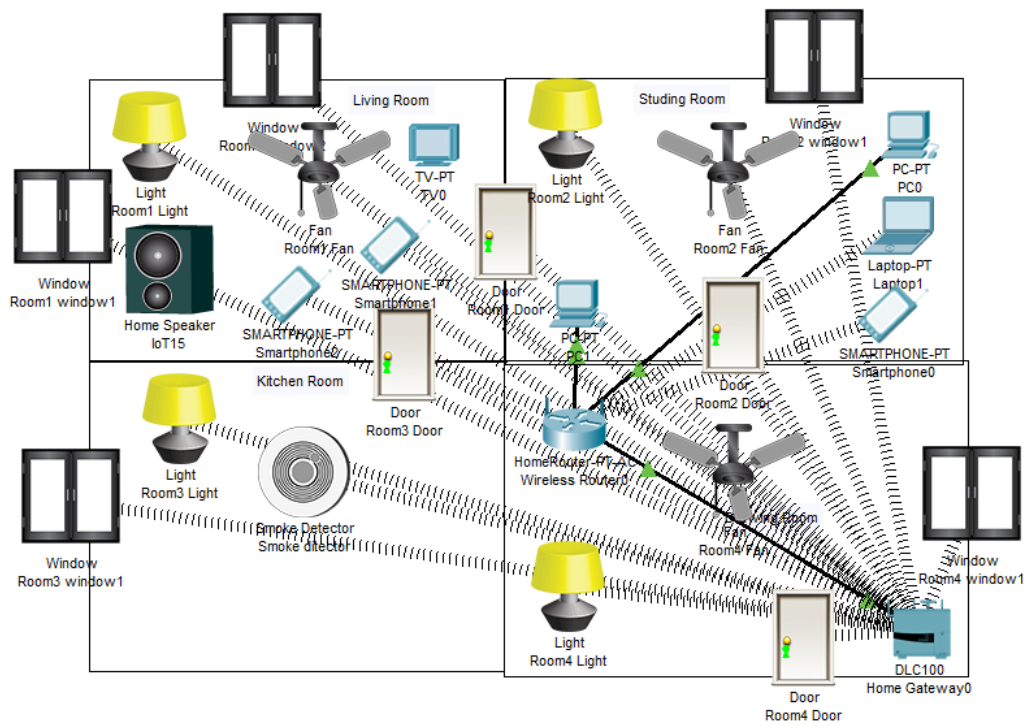 Living Room
Studing Room
Window
Window
2 window1
PC-PT
PC0
TV-PT
TV0
Light
Room1 Light
Light
Room2 Light
Fan
Room1 Fan
Fan
Room2 Fan
Window
Room1 window1
Laptop-PT
Laptop1
SMARTPHONE-PT
Smartphone1
Door
Room1 Door
Home Speaker
IoT15
SMARTPHONE-PT
Smartphone2
PC-PT
PC1
SMARTPHONE-PT
Smartphone0
Kitchen Room
Door
Room2 Door
Door
Room3 Door
HomeRouter-PT-AC
Wireless Router0
Light
Room3 Light
Smoke Detector
Smoke ditector
Room
Fan
Room4 Fan
Window
Room3 window1
Window
Room4 window1
Light
Room4 Light
DLC100
Home Gateway0
Door
Room4 Door